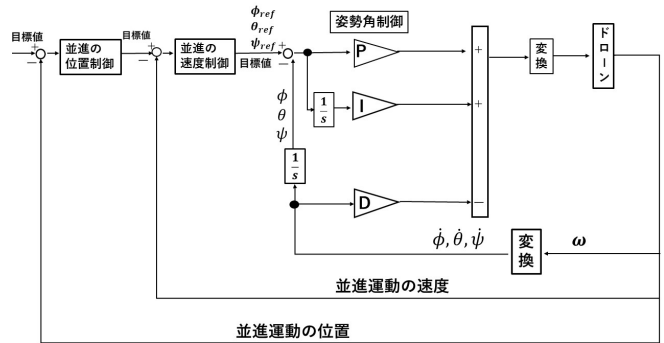 目標値
+
−
並進の
位置制御
目標値
+
−
並進の
速度制御
ϕref
θref
ψref
目標値
+
−
姿勢角制御
P
1/s
I
D
+
+
−
変
換
ド
ロ
ー
ン
ϕ
θ
ψ
1/s
ϕ̇, θ̇, ψ̇
変
換
ω
並進運動の速度
並進運動の位置